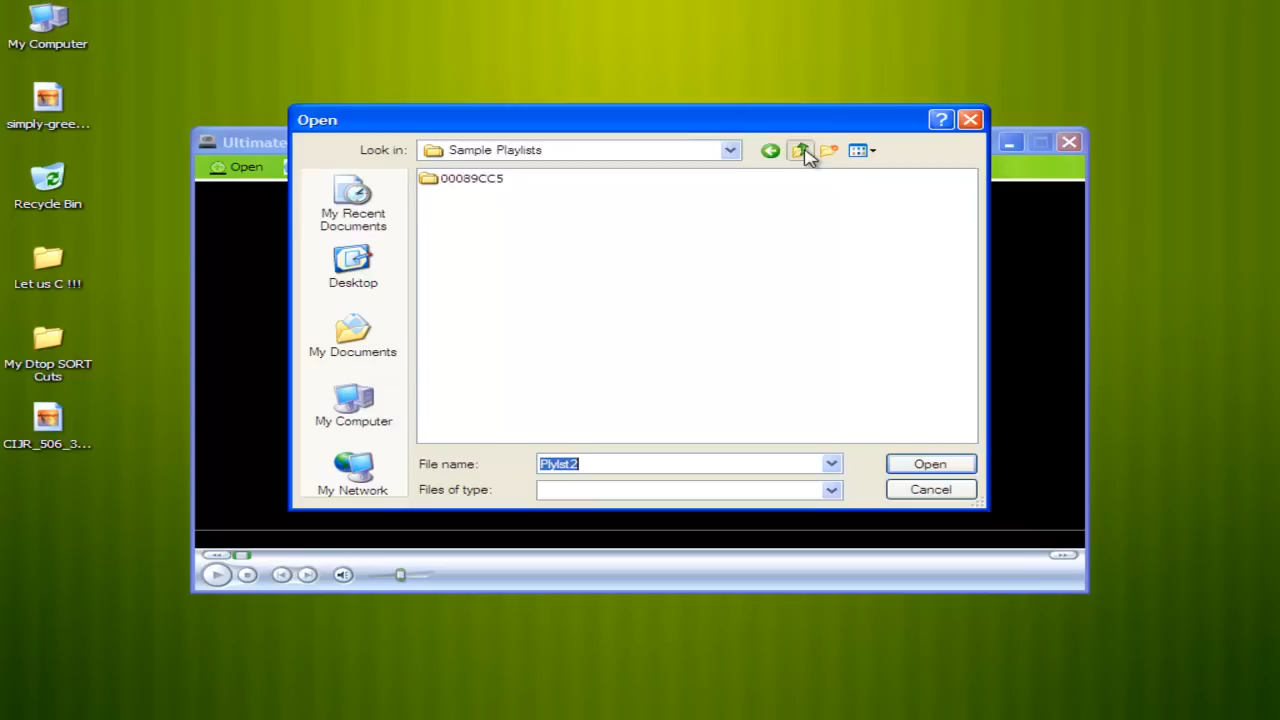 My Computer
simply-gree...
Recycle Bin
Let us C !!!
My Dtop SORT
Cuts
CIJR_506_3...
Ultimate
Open
Open
Look in:
Sample Playlists
00089CC5
My Recent
Documents
Desktop
My Documents
My Computer
My Network
File name:
Plylst2
Open
Files of type:
Cancel